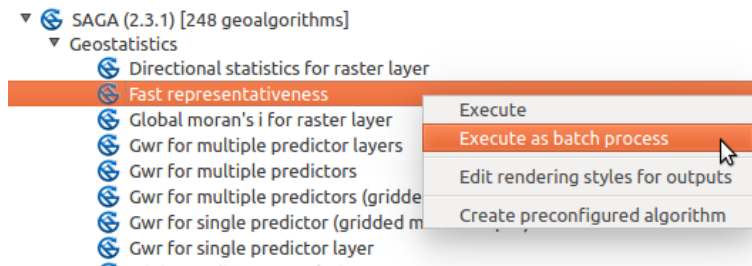 SAGA (2.3.1) [248 geoalgorithms]
Geostatistics
Directional statistics for raster layer
Fast representativeness
Global moran's i for raster layer
Gwr for multiple predictor layers
Gwr for multiple predictors
Gwr for multiple predictors (gridde
Gwr for single predictor (gridded m
Gwr for single predictor layer
Execute
Execute as batch process
Edit rendering styles for outputs
Create preconfigured algorithm